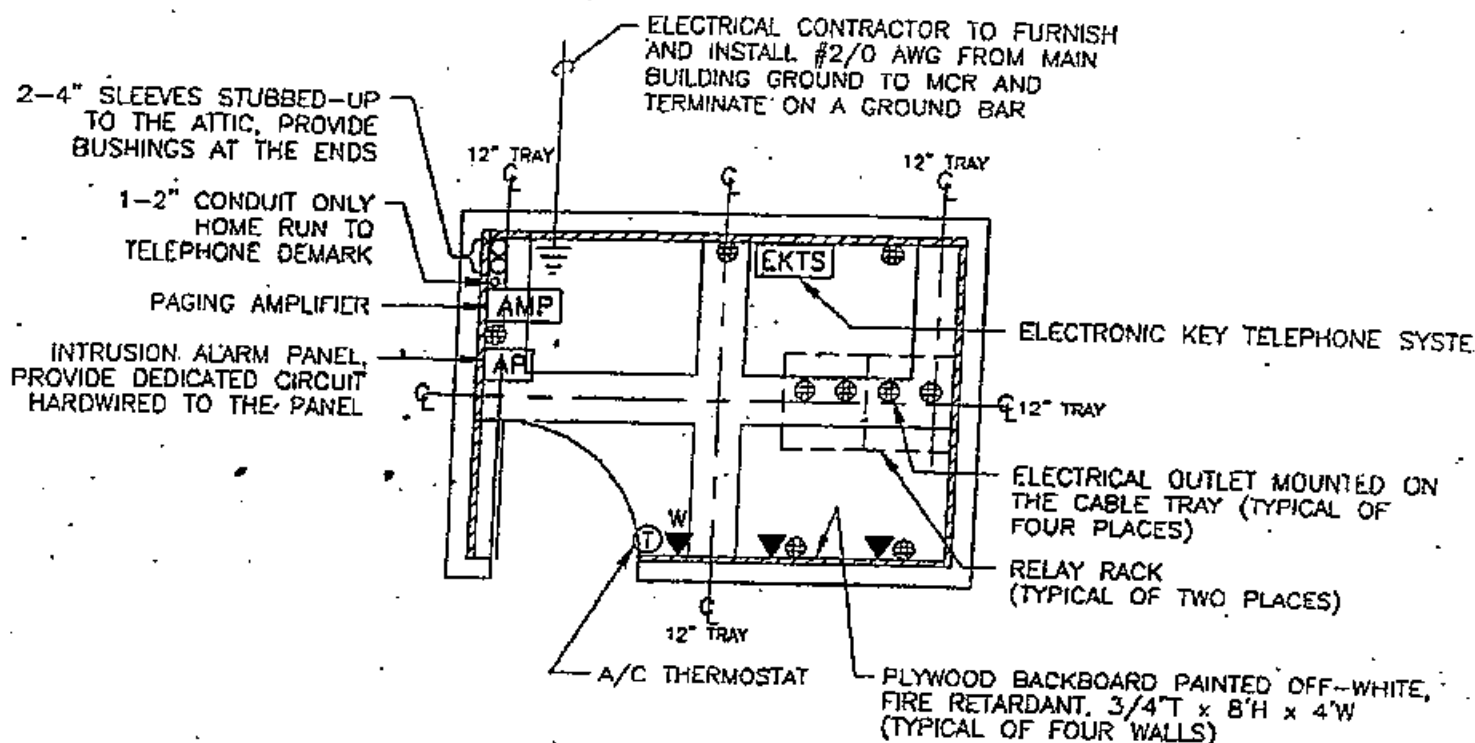 ELECTRICAL CONTRACTOR TO FURNISH
AND INSTALL #2/0 AWG FROM MAIN
BUILDING GROUND TO MCR AND
TERMINATE ON A GROUND BAR
2-4" SLEEVES STUBBED-UP
TO THE ATTIC, PROVIDE
BUSHINGS AT THE ENDS
12" TRAY
℄
℄
12" TRAY
℄
1-2" CONDUIT ONLY
HOME RUN TO
TELEPHONE DEMARK
EKTS
PAGING AMPLIFIER
AMP
ELECTRONIC KEY TELEPHONE SYSTE
INTRUSION ALARM PANEL,
PROVIDE DEDICATED CIRCUIT
HARDWIRED TO THE PANEL
AP
℄
℄ 12" TRAY
ELECTRICAL OUTLET MOUNTED ON
THE CABLE TRAY (TYPICAL OF
FOUR PLACES)
W
T
RELAY RACK
(TYPICAL OF TWO PLACES)
℄
12" TRAY
A/C THERMOSTAT
PLYWOOD BACKBOARD PAINTED OFF-WHITE,
FIRE RETARDANT. 3/4"T x 8'H x 4'W
(TYPICAL OF FOUR WALLS)